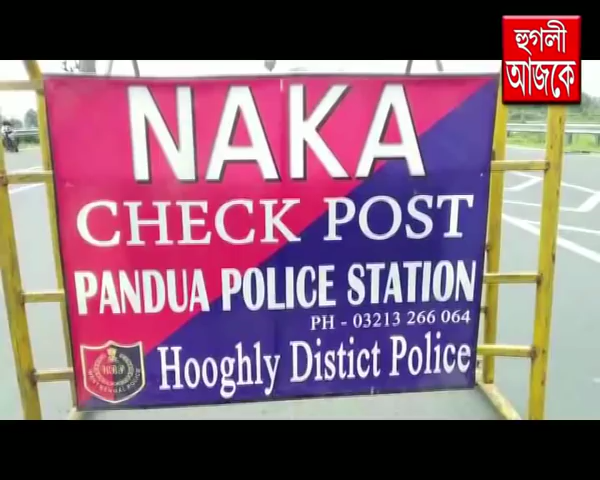 হুগলী
আজকে
NAKA
CHECK POST
PANDUA POLICE STATION
PH - 03213 266 064
Hooghly Distict Police